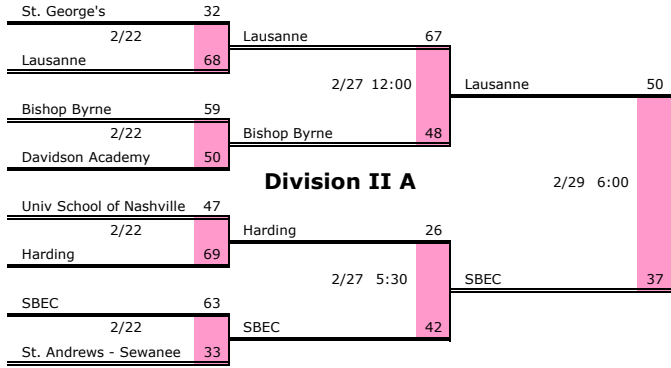 St. George's 32
2/22 Lausanne 67
Lausanne 68
2/27 12:00 Lausanne 50
Bishop Byrne 59
2/22 Bishop Byrne 48
Davidson Academy 50
Division II A 2/29 6:00
Univ School of Nashville 47
2/22 Harding 26
Harding 69
2/27 5:30 SBEC 37
SBEC 63
2/22 SBEC 42
St. Andrews - Sewanee 33